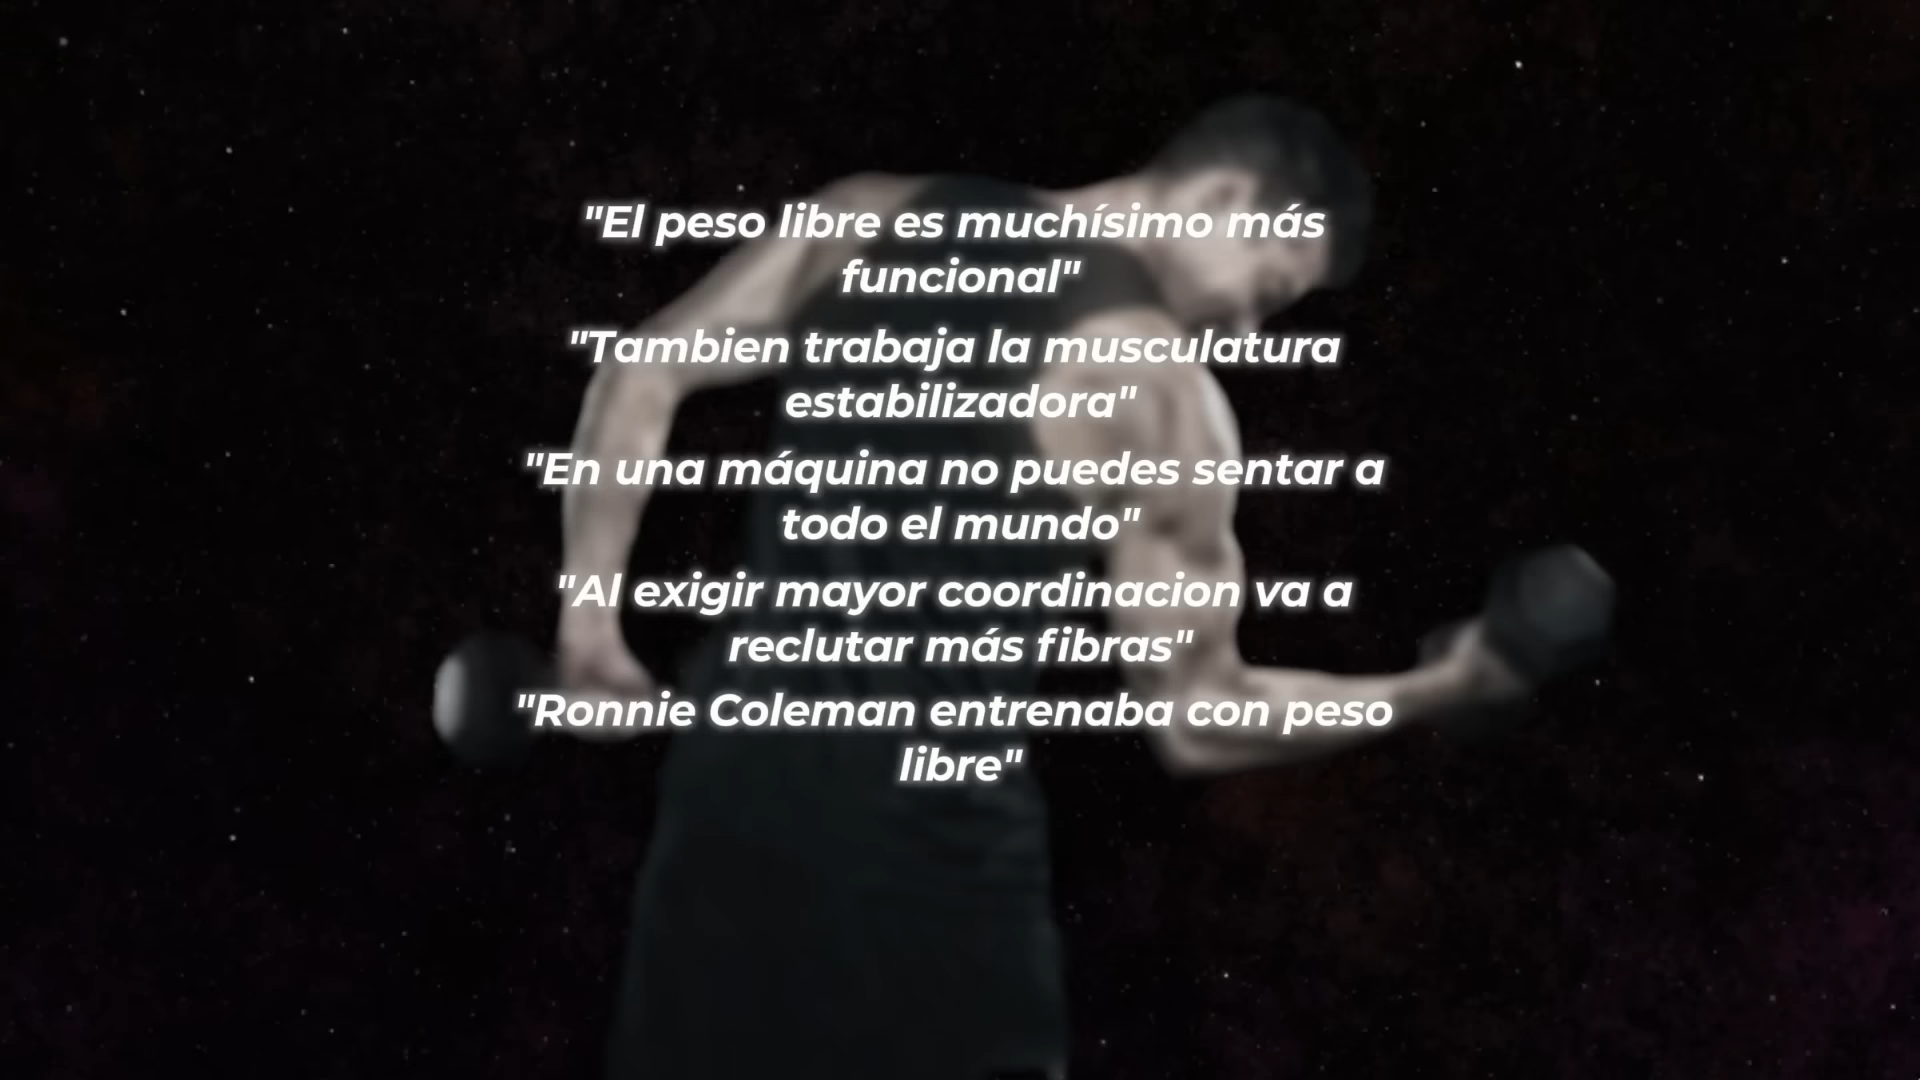 "El peso libre es muchísimo más
funcional"
"Tambien trabaja la musculatura
estabilizadora"
"En una máquina no puedes sentar a
todo el mundo"
"Al exigir mayor coordinacion va a
reclutar más fibras"
"Ronnie Coleman entrenaba con peso
libre"